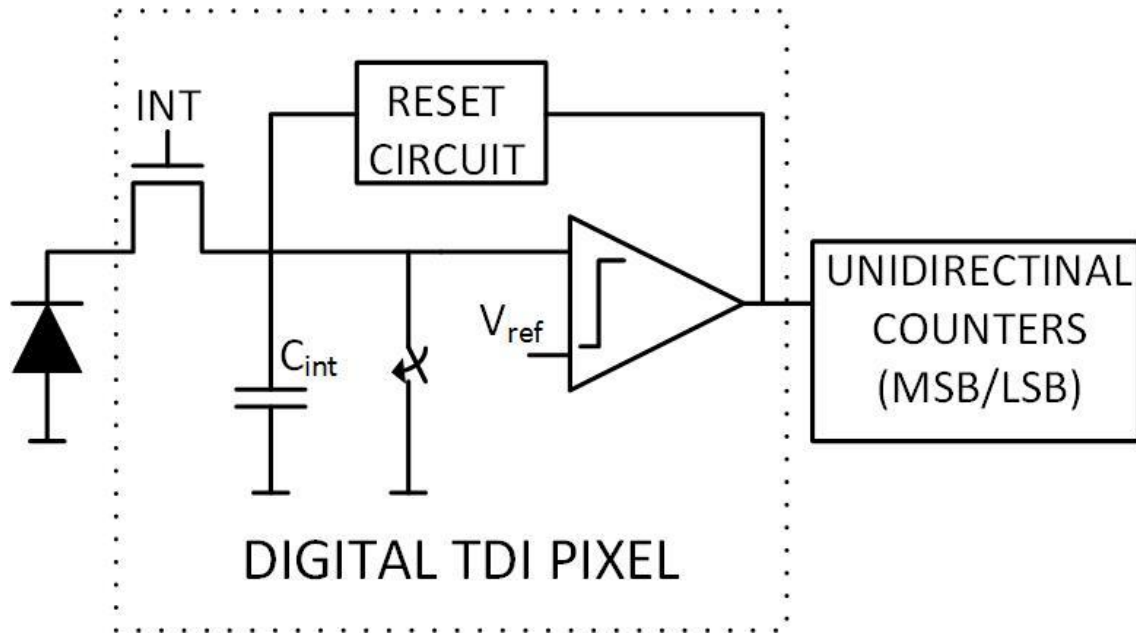 INT
RESET
CIRCUIT
Vref
Cint
UNIDIRECTINAL
COUNTERS
(MSB/LSB)
DIGITAL TDI PIXEL